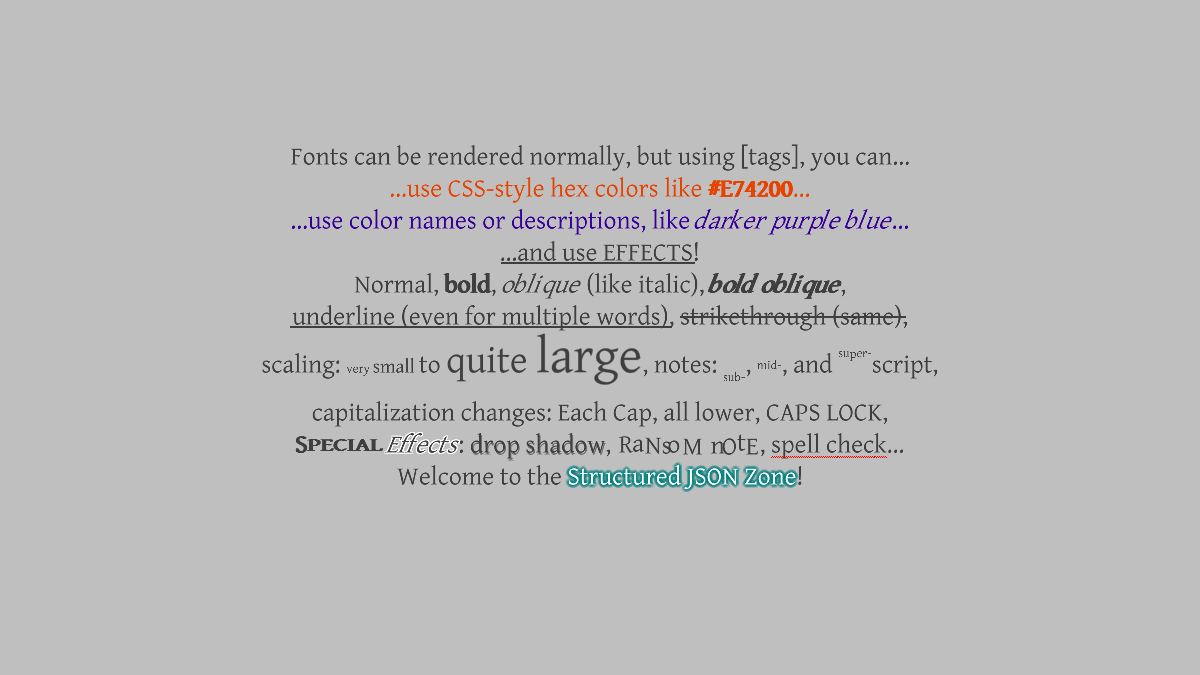 Fonts can be rendered normally, but using [tags], you can...
...use CSS-style hex colors like #E74200...
...use color names or descriptions, like darker purple blue...
...and use EFFECTS!
Normal, bold, oblique (like italic), bold oblique,
underline (even for multiple words), strikethrough (same),
scaling: very small to quite large, notes: sub-, mid-, and super-script,
capitalization changes: Each Cap, all lower, CAPS LOCK,
Special Effects: drop shadow, RaNsoM nOtE, spell check...
Welcome to the Structured JSON Zone!